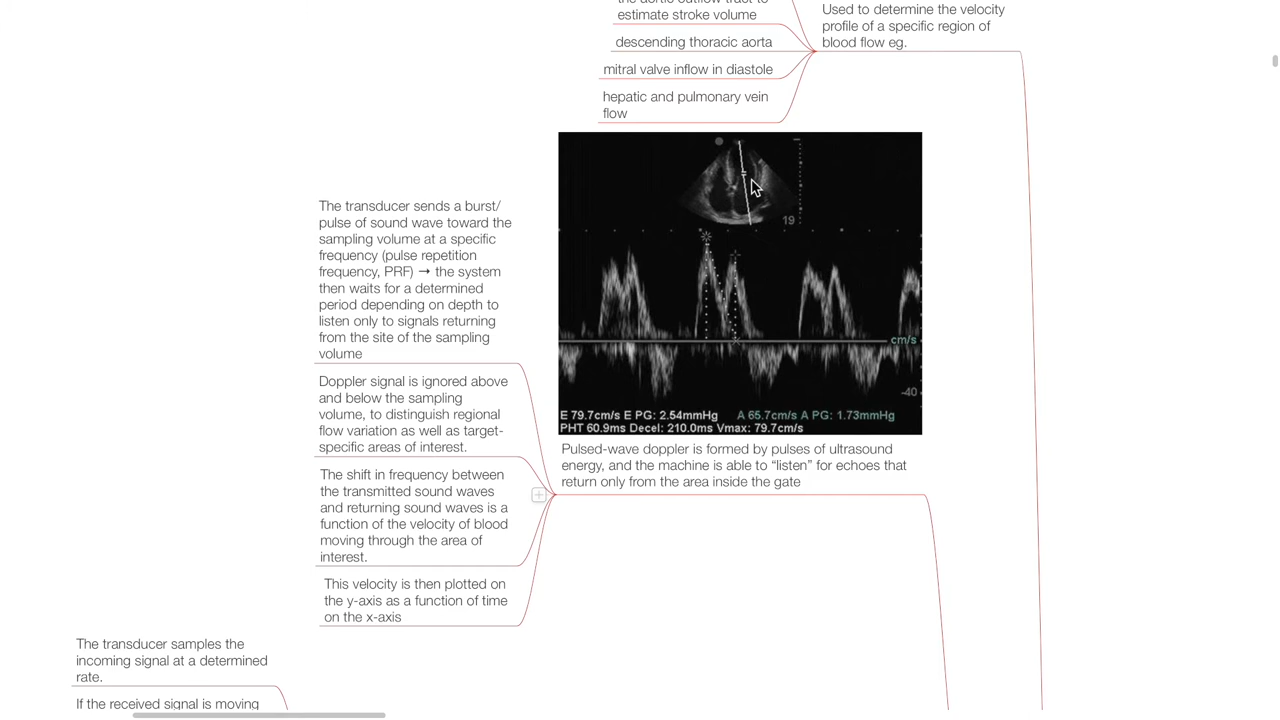 the aortic outflow tract to
estimate stroke volume
descending thoracic aorta
mitral valve inflow in diastole
hepatic and pulmonary vein
flow
Used to determine the velocity
profile of a specific region of
blood flow eg.
19
cm/s
-40
E 79.7cm/s E PG: 2.54mmHg A 65.7cm/s A PG: 1.73mmHg
PHT 60.9ms Decel: 210.0ms Vmax: 79.7cm/s
Pulsed-wave doppler is formed by pulses of ultrasound
energy, and the machine is able to “listen” for echoes that
return only from the area inside the gate
The transducer sends a burst/
pulse of sound wave toward the
sampling volume at a specific
frequency (pulse repetition
frequency, PRF) → the system
then waits for a determined
period depending on depth to
listen only to signals returning
from the site of the sampling
volume
Doppler signal is ignored above
and below the sampling
volume, to distinguish regional
flow variation as well as target-
specific areas of interest.
The shift in frequency between
the transmitted sound waves
and returning sound waves is a
function of the velocity of blood
moving through the area of
interest.
This velocity is then plotted on
the y-axis as a function of time
on the x-axis
The transducer samples the
incoming signal at a determined
rate.
If the received signal is moving